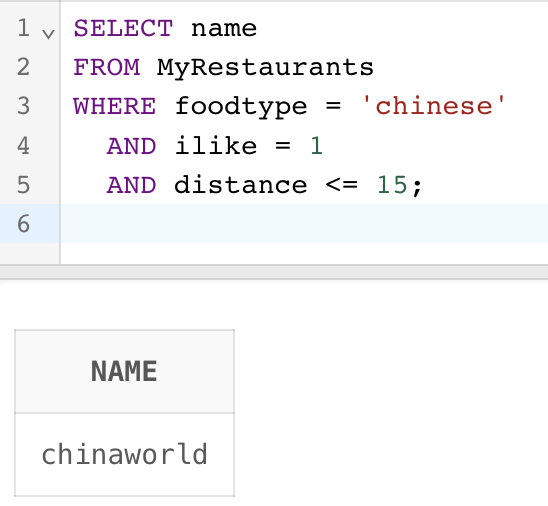 1 SELECT name
2 FROM MyRestaurants
3 WHERE foodtype = 'chinese'
4 AND ilike = 1
5 AND distance <= 15;
6
NAME
chinaworld